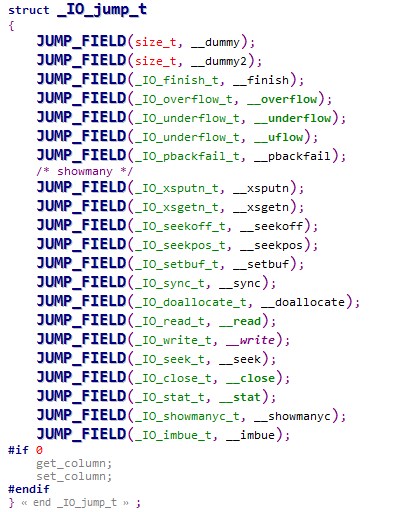 struct _IO_jump_t
{
JUMP_FIELD(size_t, __dummy);
JUMP_FIELD(size_t, __dummy2);
JUMP_FIELD(_IO_finish_t, __finish);
JUMP_FIELD(_IO_overflow_t, __overflow);
JUMP_FIELD(_IO_underflow_t, __underflow);
JUMP_FIELD(_IO_underflow_t, __uflow);
JUMP_FIELD(_IO_pbackfail_t, __pbackfail);
/* showmany */
JUMP_FIELD(_IO_xsputn_t, __xsputn);
JUMP_FIELD(_IO_xsgetn_t, __xsgetn);
JUMP_FIELD(_IO_seekoff_t, __seekoff);
JUMP_FIELD(_IO_seekpos_t, __seekpos);
JUMP_FIELD(_IO_setbuf_t, __setbuf);
JUMP_FIELD(_IO_sync_t, __sync);
JUMP_FIELD(_IO_doallocate_t, __doallocate);
JUMP_FIELD(_IO_read_t, __read);
JUMP_FIELD(_IO_write_t, __write);
JUMP_FIELD(_IO_seek_t, __seek);
JUMP_FIELD(_IO_close_t, __close);
JUMP_FIELD(_IO_stat_t, __stat);
JUMP_FIELD(_IO_showmanyc_t, __showmanyc);
JUMP_FIELD(_IO_imbue_t, __imbue);
#if 0
get_column;
set_column;
#endif
} « end _IO_jump_t » ;